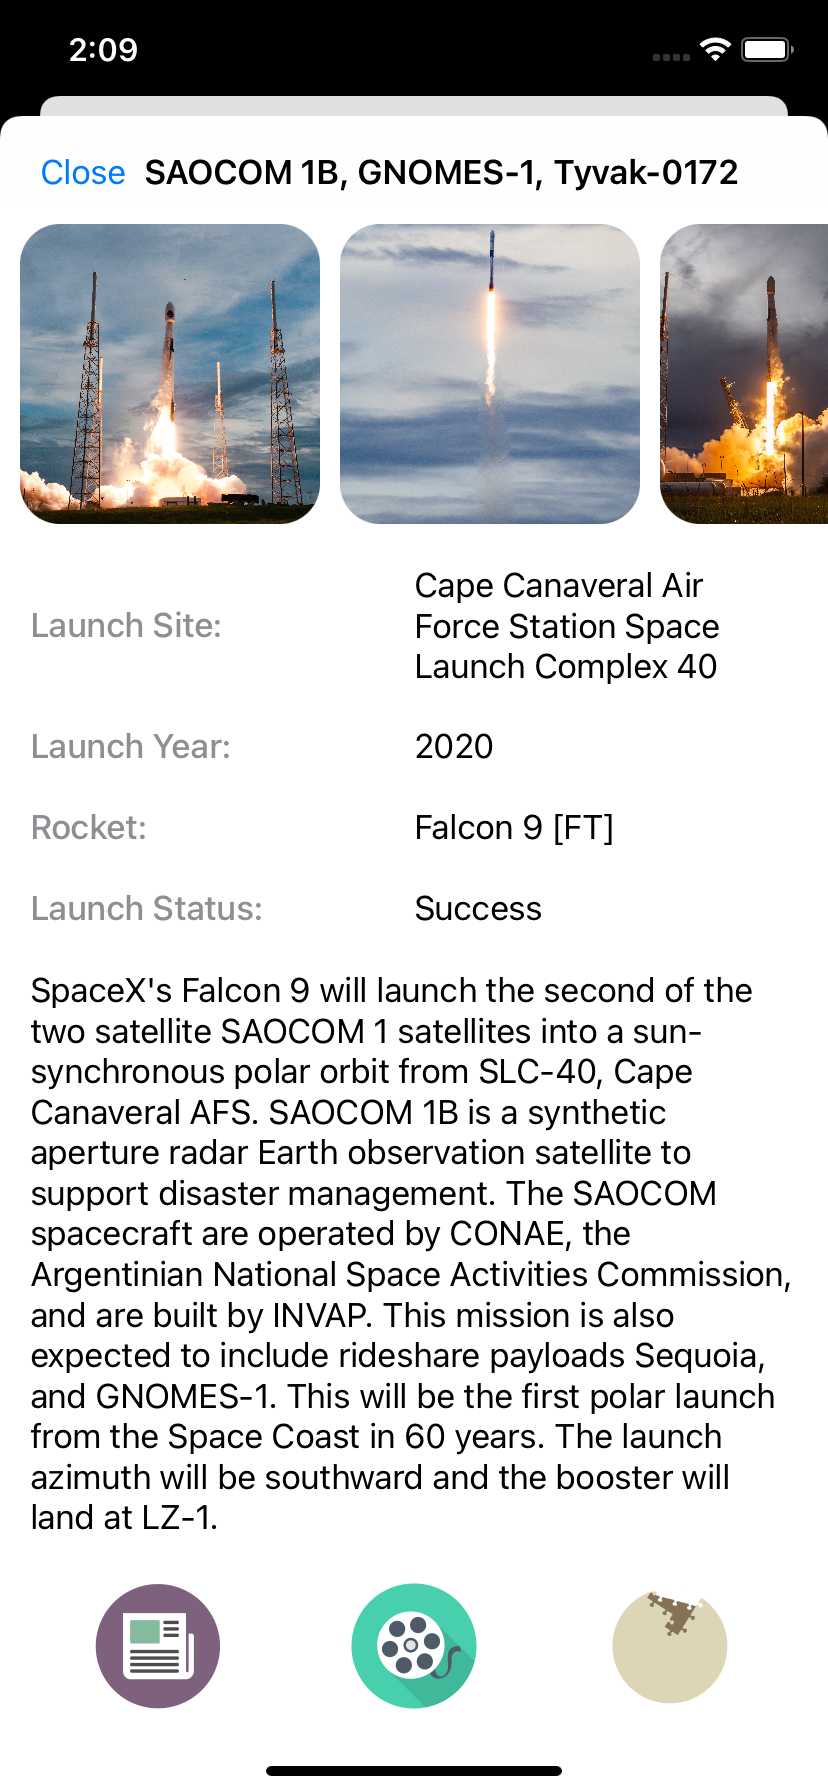 2:09
Close SAOCOM 1B, GNOMES-1, Tyvak-0172
Launch Site:
Cape Canaveral Air
Force Station Space
Launch Complex 40
Launch Year:
2020
Rocket:
Falcon 9 [FT]
Launch Status:
Success
SpaceX's Falcon 9 will launch the second of the
two satellite SAOCOM 1 satellites into a sun-
synchronous polar orbit from SLC-40, Cape
Canaveral AFS. SAOCOM 1B is a synthetic
aperture radar Earth observation satellite to
support disaster management. The SAOCOM
spacecraft are operated by CONAE, the
Argentinian National Space Activities Commission,
and are built by INVAP. This mission is also
expected to include rideshare payloads Sequoia,
and GNOMES-1. This will be the first polar launch
from the Space Coast in 60 years. The launch
azimuth will be southward and the booster will
land at LZ-1.